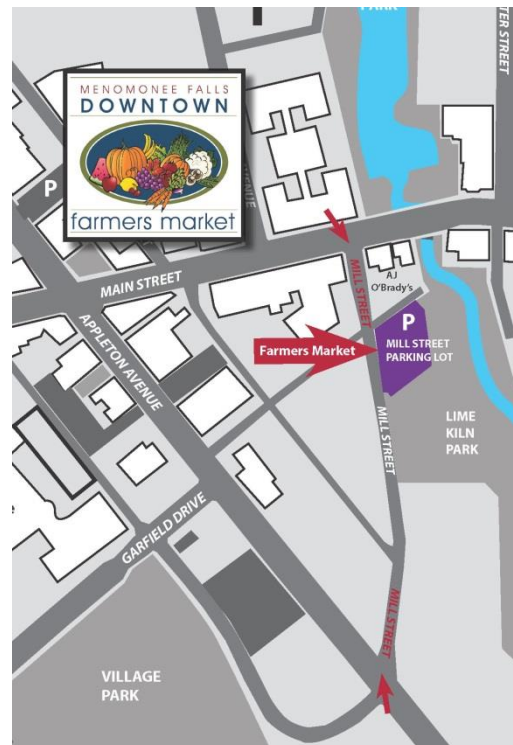 PARK
TER STREET
MENOMONEE FALLS
DOWNTOWN
farmers market
P
AVENUE
MAIN STREET
APPLETON AVENUE
MILL STREET
AJ
O'BRADY'S
P
MILL STREET
PARKING LOT
Farmers Market
MILL STREET
LIME
KILN
PARK
GARFIELD DRIVE
MILL STREET
VILLAGE
PARK
e